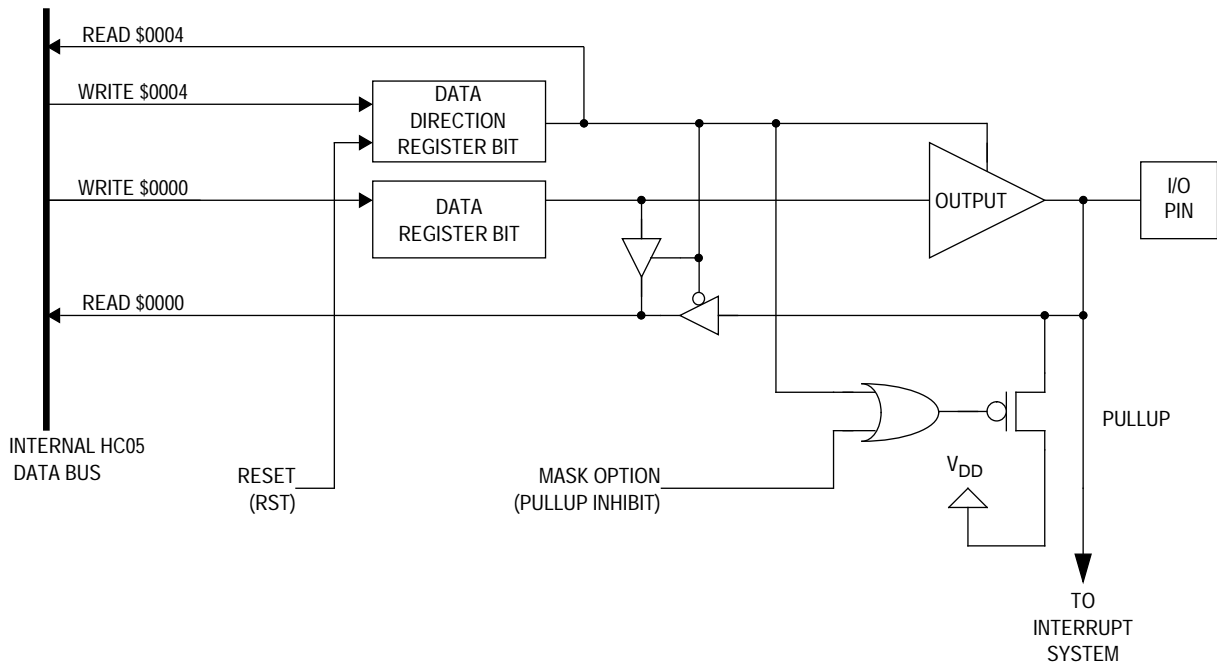 READ $0004
WRITE $0004
DATA
DIRECTION
REGISTER BIT
WRITE $0000
DATA
REGISTER BIT
OUTPUT
I/O
PIN
READ $0000
INTERNAL HC05
DATA BUS
RESET
(RST)
MASK OPTION
(PULLUP INHIBIT)
VDD
PULLUP
TO
INTERRUPT
SYSTEM